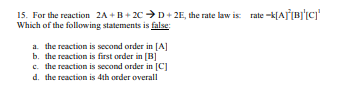 15. For the reaction 2A + B + 2C → D + 2E, the rate law is: rate =k[A]²[B]¹[C]¹
Which of the following statements is false:
a. the reaction is second order in [A]
b. the reaction is first order in [B]
c. the reaction is second order in [C]
d. the reaction is 4th order overall